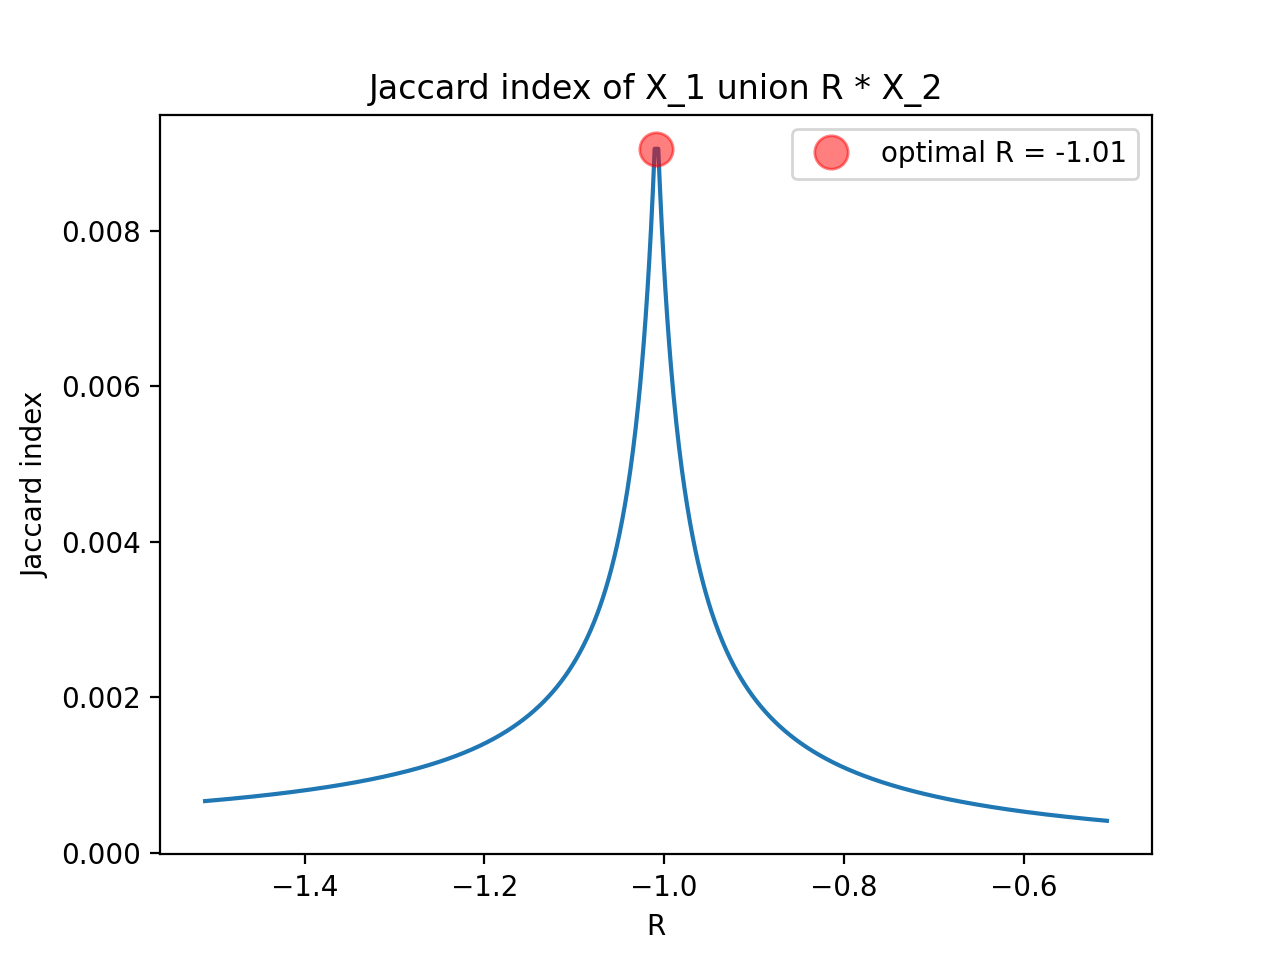 Jaccard index of X_1 union R * X_2
optimal R = -1.01
Jaccard index
0.008
0.006
0.004
0.002
0.000
−1.4
−1.2
−1.0
−0.8
−0.6
R